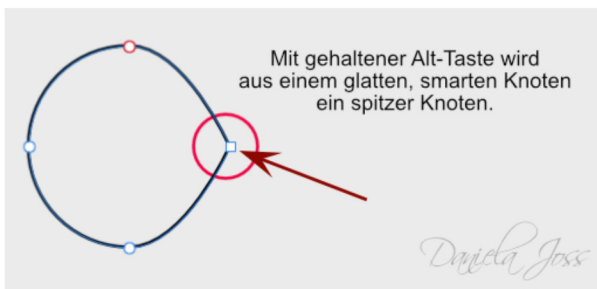 Mit gehaltener Alt-Taste wird
aus einem glatten, smarten Knoten
ein spitzer Knoten.
Daniela Joss